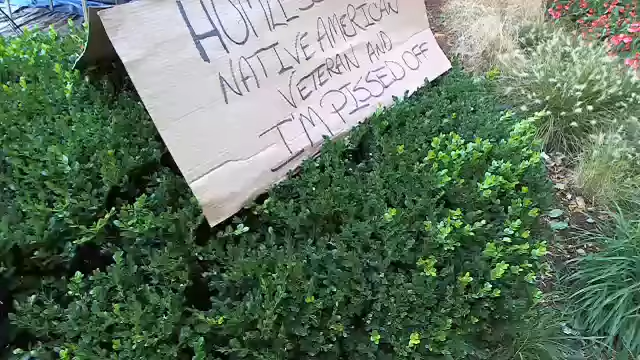 NATIVE AMERICAN
VETERAN AND
I'M PISSED OFF